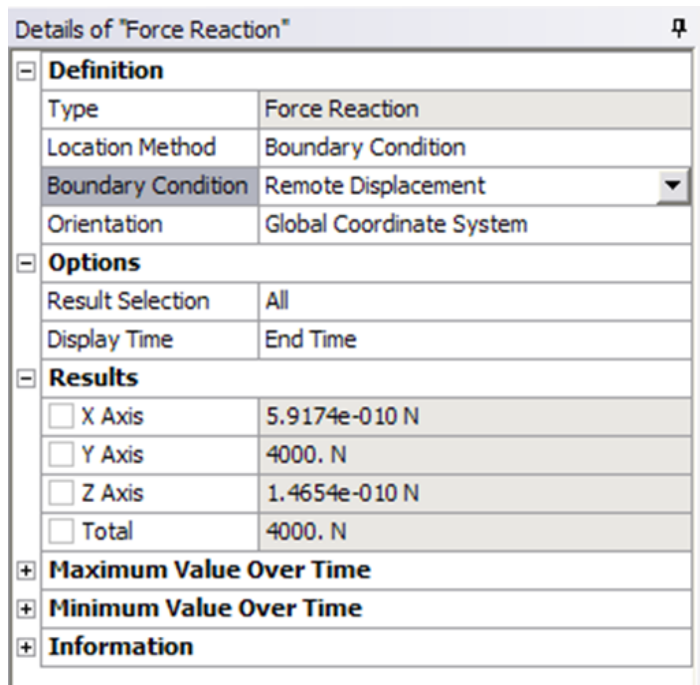 Details of "Force Reaction"
Definition
Type Force Reaction
Location Method Boundary Condition
Boundary Condition Remote Displacement
Orientation Global Coordinate System
Options
Result Selection All
Display Time End Time
Results
X Axis 5.9174e-010 N
Y Axis 4000. N
Z Axis 1.4654e-010 N
Total 4000. N
Maximum Value Over Time
Minimum Value Over Time
Information